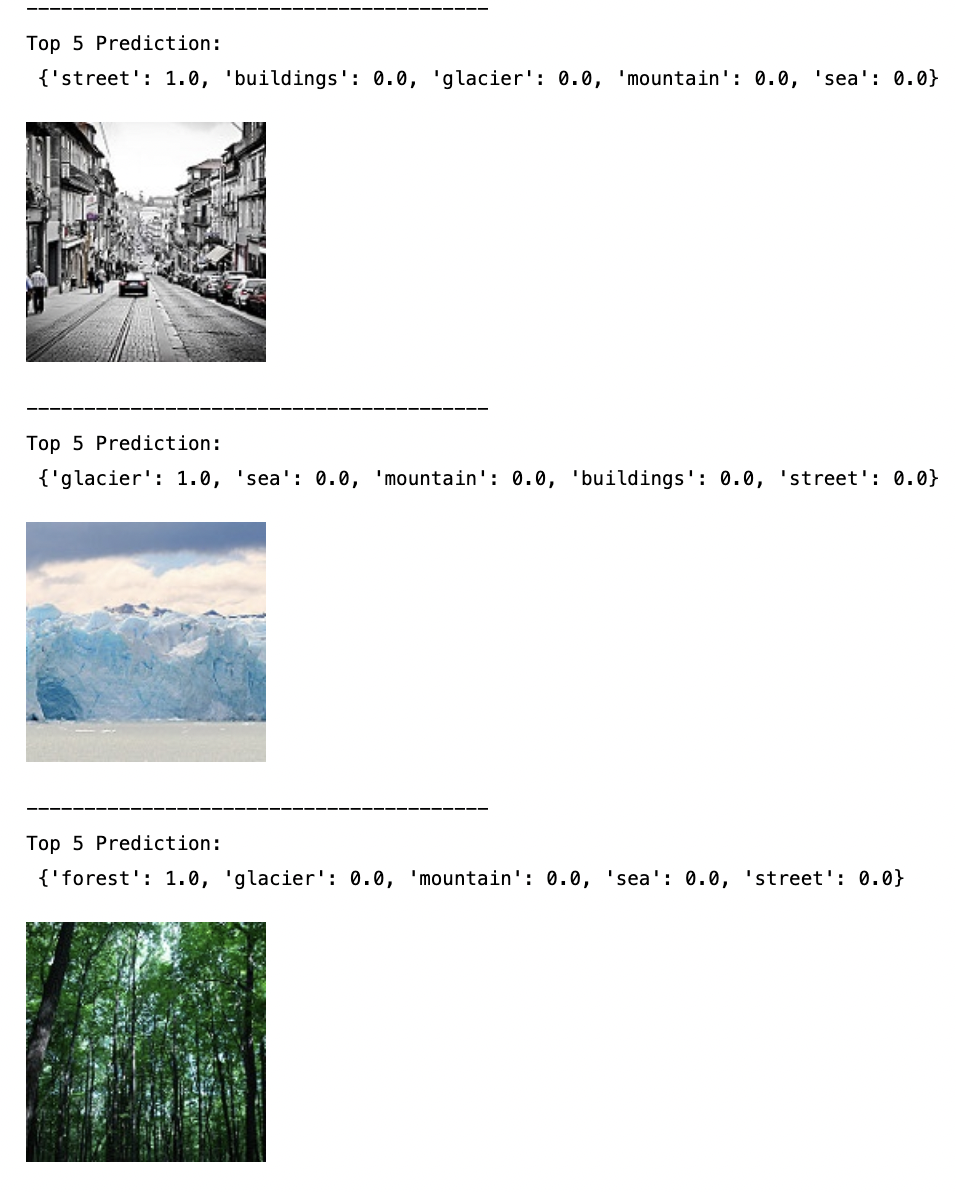 ----------------------------------------
Top 5 Prediction:
{'street': 1.0, 'buildings': 0.0, 'glacier': 0.0, 'mountain': 0.0, 'sea': 0.0}
----------------------------------------
Top 5 Prediction:
{'glacier': 1.0, 'sea': 0.0, 'mountain': 0.0, 'buildings': 0.0, 'street': 0.0}
----------------------------------------
Top 5 Prediction:
{'forest': 1.0, 'glacier': 0.0, 'mountain': 0.0, 'sea': 0.0, 'street': 0.0}